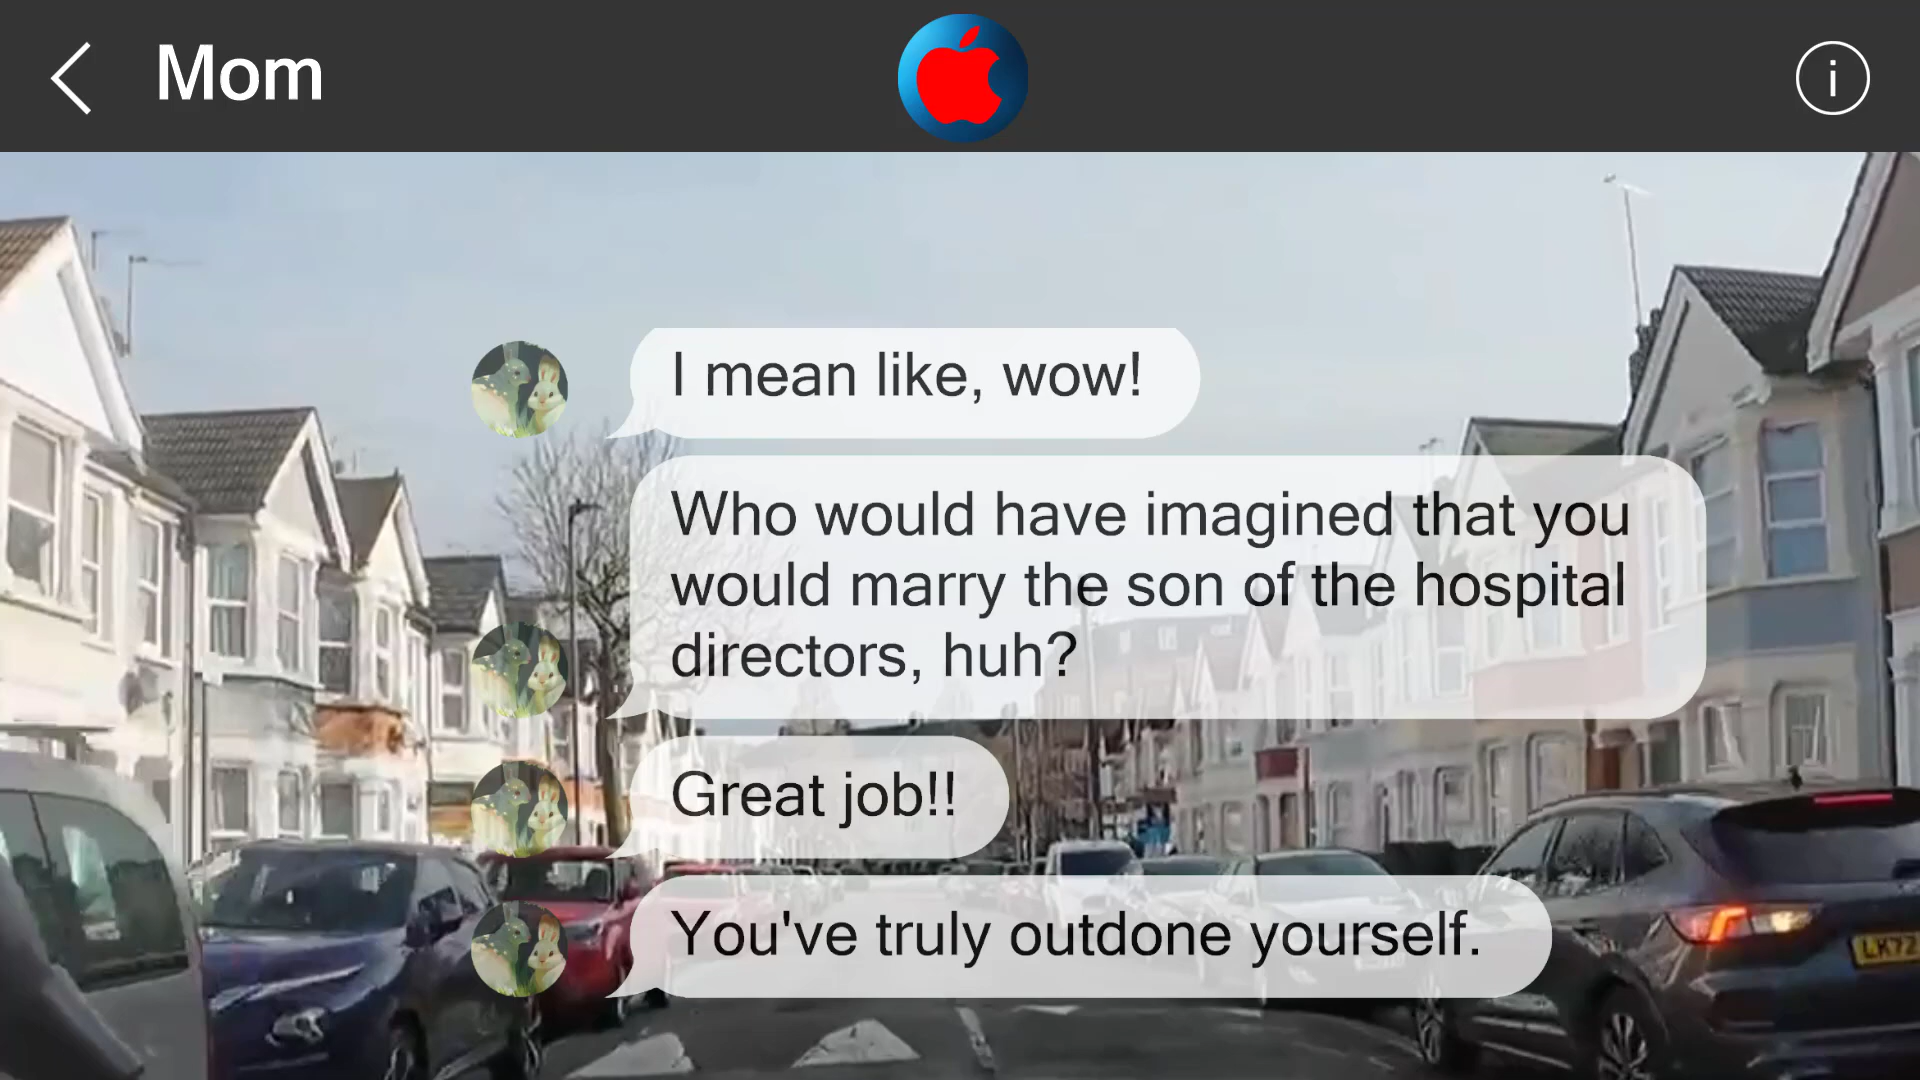 Mom
I mean like, wow!
Who would have imagined that you
would marry the son of the hospital
directors, huh?
Great job!!
You've truly outdone yourself.
LK72